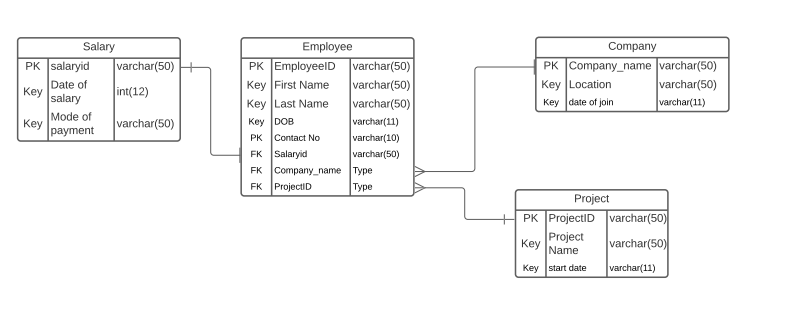 Salary
PK salaryid varchar(50)
Key Date of salary int(12)
Key Mode of payment varchar(50)
Employee
PK EmployeeID varchar(50)
Key First Name varchar(50)
Key Last Name varchar(50)
Key DOB varchar(11)
PK Contact No varchar(10)
FK Salaryid varchar(50)
FK Company_name Type
FK ProjectID Type
Company
PK Company_name varchar(50)
Key Location varchar(50)
Key date of join varchar(11)
Project
PK ProjectID varchar(50)
Key Project Name varchar(50)
Key start date varchar(11)